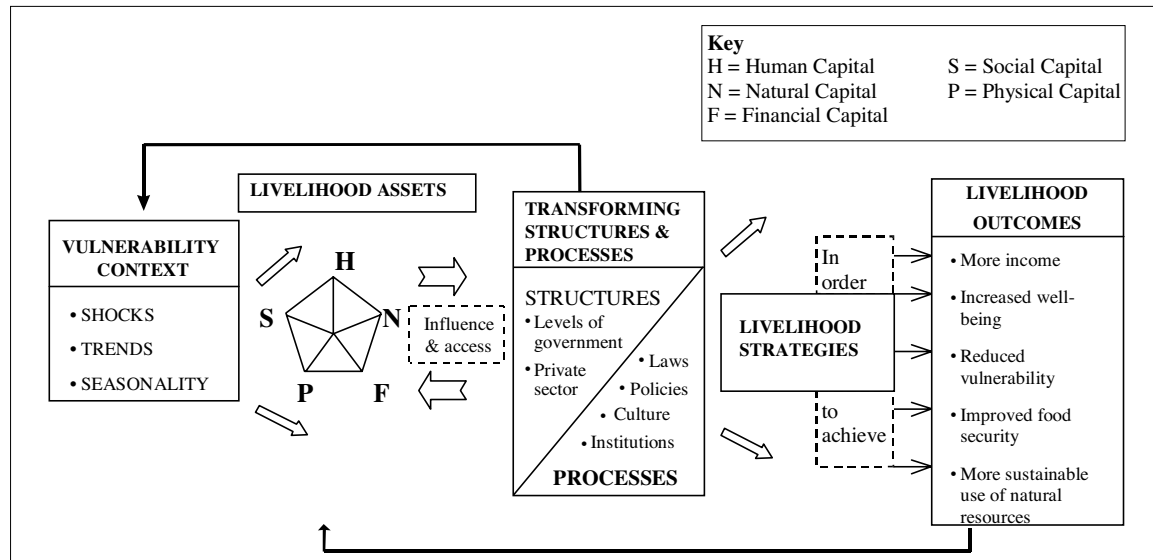 Key
H = Human Capital
S = Social Capital
N = Natural Capital
P = Physical Capital
F = Financial Capital
LIVELIHOOD ASSETS
VULNERABILITY
CONTEXT
• SHOCKS
• TRENDS
• SEASONALITY
H
S
N
P
F
Influence
& access
TRANSFORMING
STRUCTURES &
PROCESSES
STRUCTURES
• Levels of
government
• Private
sector
• Laws
• Policies
• Culture
• Institutions
PROCESSES
LIVELIHOOD
STRATEGIES
In
order
to
achieve
LIVELIHOOD
OUTCOMES
• More income
• Increased well-
being
• Reduced
vulnerability
• Improved food
security
• More sustainable
use of natural
resources